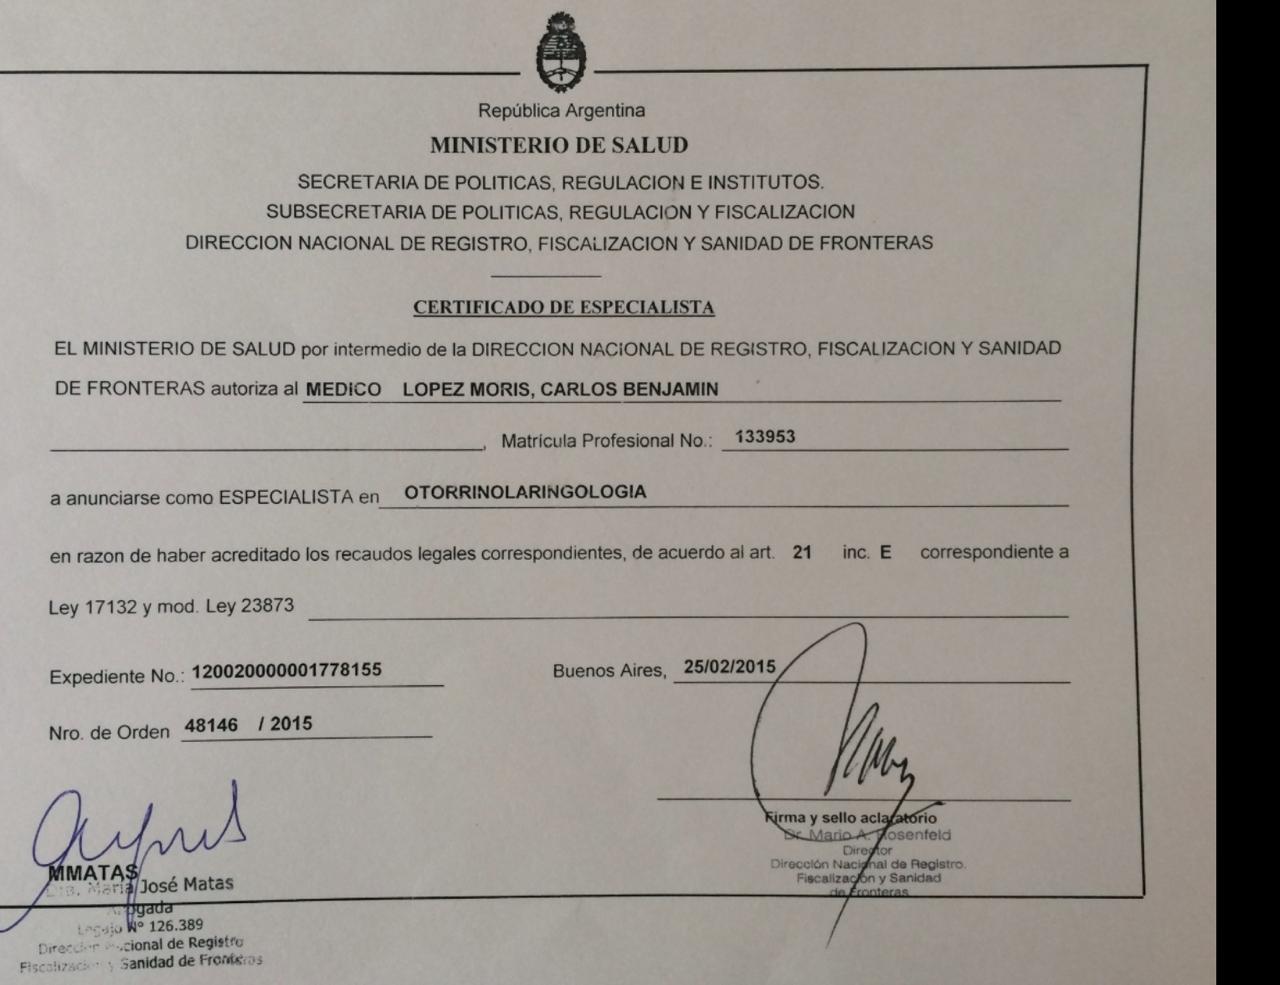 República Argentina
MINISTERIO DE SALUD
SECRETARIA DE POLITICAS, REGULACION E INSTITUTOS.
SUBSECRETARIA DE POLITICAS, REGULACION Y FISCALIZACION
DIRECCION NACIONAL DE REGISTRO, FISCALIZACION Y SANIDAD DE FRONTERAS
CERTIFICADO DE ESPECIALISTA
EL MINISTERIO DE SALUD por intermedio de la DIRECCION NACIONAL DE REGISTRO, FISCALIZACION Y SANIDAD
DE FRONTERAS autoriza al MEDICO LOPEZ MORIS, CARLOS BENJAMIN
, Matrícula Profesional No.: 133953
a anunciarse como ESPECIALISTA en OTORRINOLARINGOLOGIA
en razon de haber acreditado los recaudos legales correspondientes, de acuerdo al art. 21 inc. E correspondiente a
Ley 17132 y mod. Ley 23873
Expediente No.: 120020000001778155 Buenos Aires, 25/02/2015
Nro. de Orden 48146 / 2015
Firma y sello aclaratorio
Dr. Mario A. Rosenfeld
Director
Dirección Nacional de Registro.
Fiscalización y Sanidad
de Fronteras
MMATAS
Dra. María José Matas
Abogada
Legajo Nº 126.389
Dirección Nacional de Registro
Fiscalización y Sanidad de Fronteras